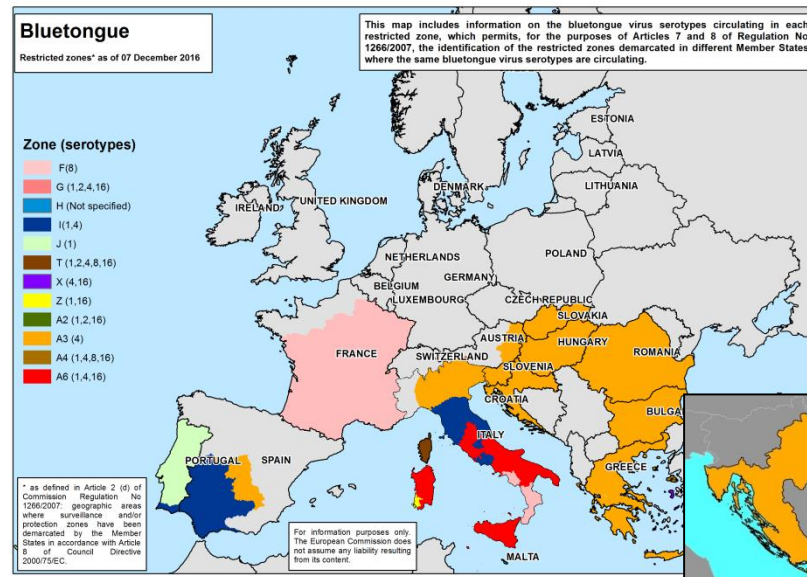 Bluetongue
Restricted zones* as of 07 December 2016
This map includes information on the bluetongue virus serotypes circulating in each
restricted zone, which permits, for the purposes of Articles 7 and 8 of Regulation No
1266/2007, the identification of the restricted zones demarcated in different Member States
where the same bluetongue virus serotypes are circulating.
Zone (serotypes)
F(8)
G (1,2,4,16)
H (Not specified)
I(1,4)
J (1)
T (1,2,4,8,16)
X (4,16)
Z (1,16)
A2 (1,2,16)
A3 (4)
A4 (1,4,8,16)
A6 (1,4,16)
ESTONIA
LATVIA
LITHUANIA
DENMARK
IRELAND
UNITED KINGDOM
NETHERLANDS
POLAND
GERMANY
BELGIUM
LUXEMBOURG
CZECH REPUBLIC
SLOVAKIA
AUSTRIA
HUNGARY
FRANCE
SWITZERLAND
ROMANIA
SLOVENIA
CROATIA
BULGA
ITALY
PORTUGAL
SPAIN
GREECE
MALTA
* as defined in Article 2 (d) of
Commission Regulation No
1266/2007: geographic areas
where surveillance and/or
protection zones have been
demarcated by the Member
States in accordance with Article
8 of Council Directive
2000/75/EC.
For information purposes only.
The European Commission does
not assume any liability resulting
from its content.